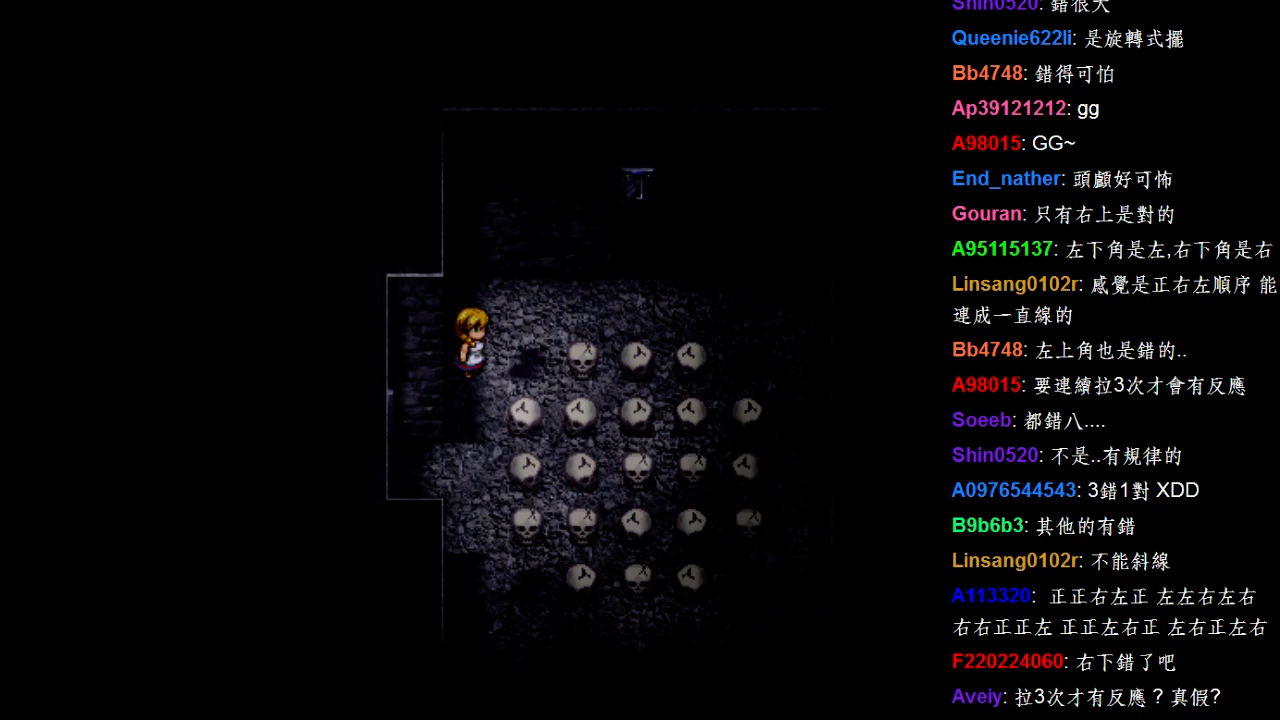 Shin0520: 錯很大
Queenie622li: 是旋轉式擺
Bb4748: 錯得可怕
Ap39121212: gg
A98015: GG~
End_nather: 頭顱好可怖
Gouran: 只有右上是對的
A95115137: 左下角是左,右下角是右
Linsang0102r: 感覺是正右左順序 能
連成一直線的
Bb4748: 左上角也是錯的..
A98015: 要連續拉3次才會有反應
Soeeb: 都錯八....
Shin0520: 不是..有規律的
A0976544543: 3錯1對 XDD
B9b6b3: 其他的有錯
Linsang0102r: 不能斜線
A113320: 正正右左正 左左右左右
右右正正左 正正左右正 左右正左右
F220224060: 右下錯了吧
Aveiy: 拉3次才有反應？真假?